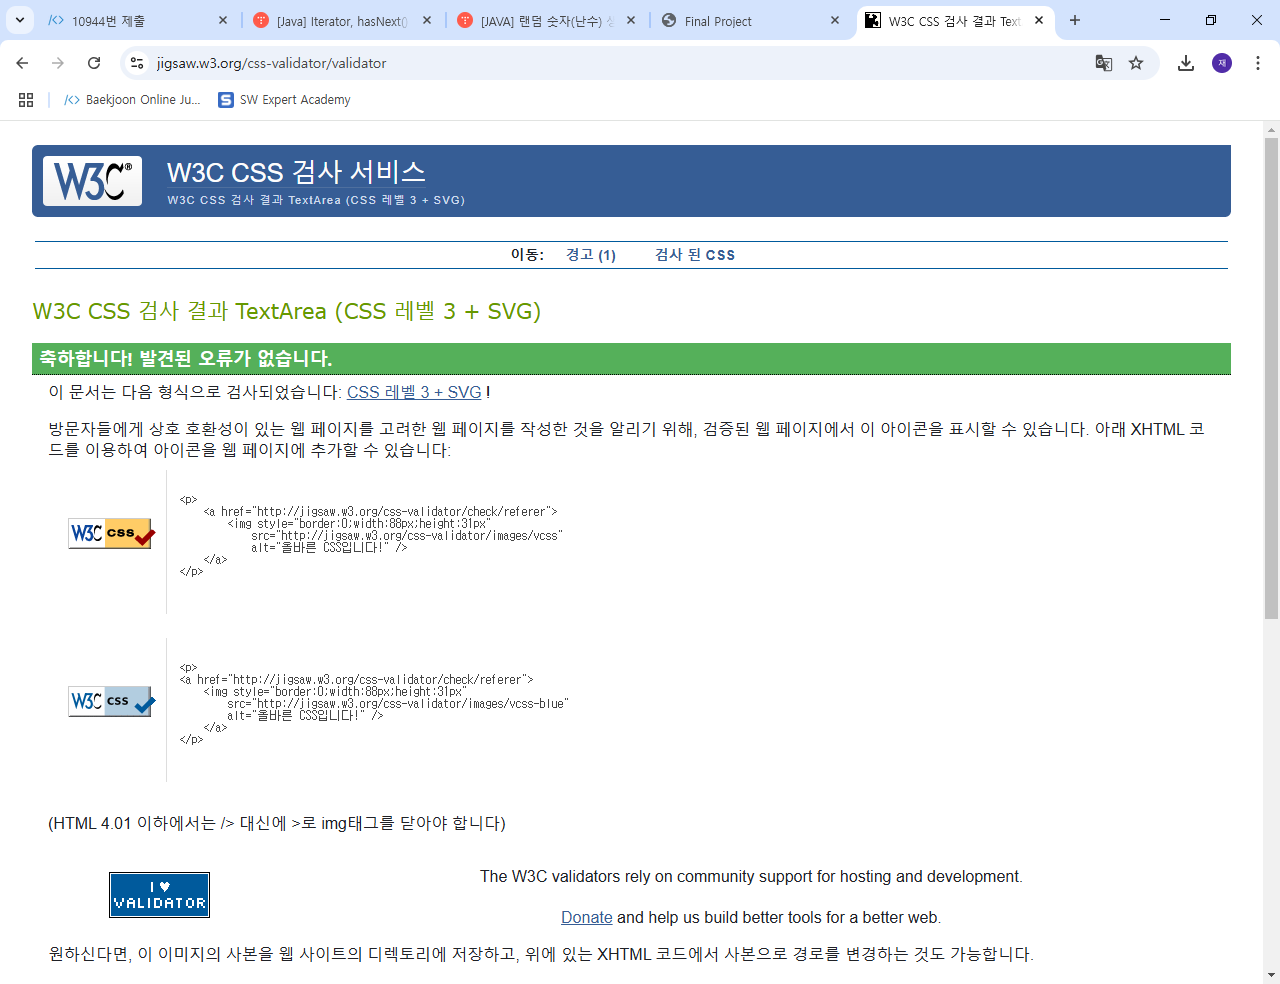 10944번 제출
[Java] Iterator, hasNext()
[JAVA] 랜덤 숫자(난수)
Final Project
W3C CSS 검사 결과 Text
jigsaw.w3.org/css-validator/validator
재
Baekjoon Online Ju...
SW Expert Academy
W3C®
W3C CSS 검사 서비스
W3C CSS 검사 결과 TextArea (CSS 레벨 3 + SVG)
이동: 경고 (1) 검사 된 CSS
W3C CSS 검사 결과 TextArea (CSS 레벨 3 + SVG)
축하합니다! 발견된 오류가 없습니다.
이 문서는 다음 형식으로 검사되었습니다: CSS 레벨 3 + SVG !
방문자들에게 상호 호환성이 있는 웹 페이지를 고려한 웹 페이지를 작성한 것을 알리기 위해, 검증된 웹 페이지에서 이 아이콘을 표시할 수 있습니다. 아래 XHTML 코
드를 이용하여 아이콘을 웹 페이지에 추가할 수 있습니다:
W3C css
<p>
<a href="http://jigsaw.w3.org/css-validator/check/referer">
<img style="border:0;width:88px;height:31px"
src="http://jigsaw.w3.org/css-validator/images/vcss"
alt="올바른 CSS입니다!" />
</a>
</p>
W3C css
<p>
<a href="http://jigsaw.w3.org/css-validator/check/referer">
<img style="border:0;width:88px;height:31px"
src="http://jigsaw.w3.org/css-validator/images/vcss-blue"
alt="올바른 CSS입니다!" />
</a>
</p>
(HTML 4.01 이하에서는 /> 대신에 >로 img태그를 닫아야 합니다)
I ♥
VALIDATOR
The W3C validators rely on community support for hosting and development.
Donate and help us build better tools for a better web.
원하신다면, 이 이미지의 사본을 웹 사이트의 디렉토리에 저장하고, 위에 있는 XHTML 코드에서 사본으로 경로를 변경하는 것도 가능합니다.